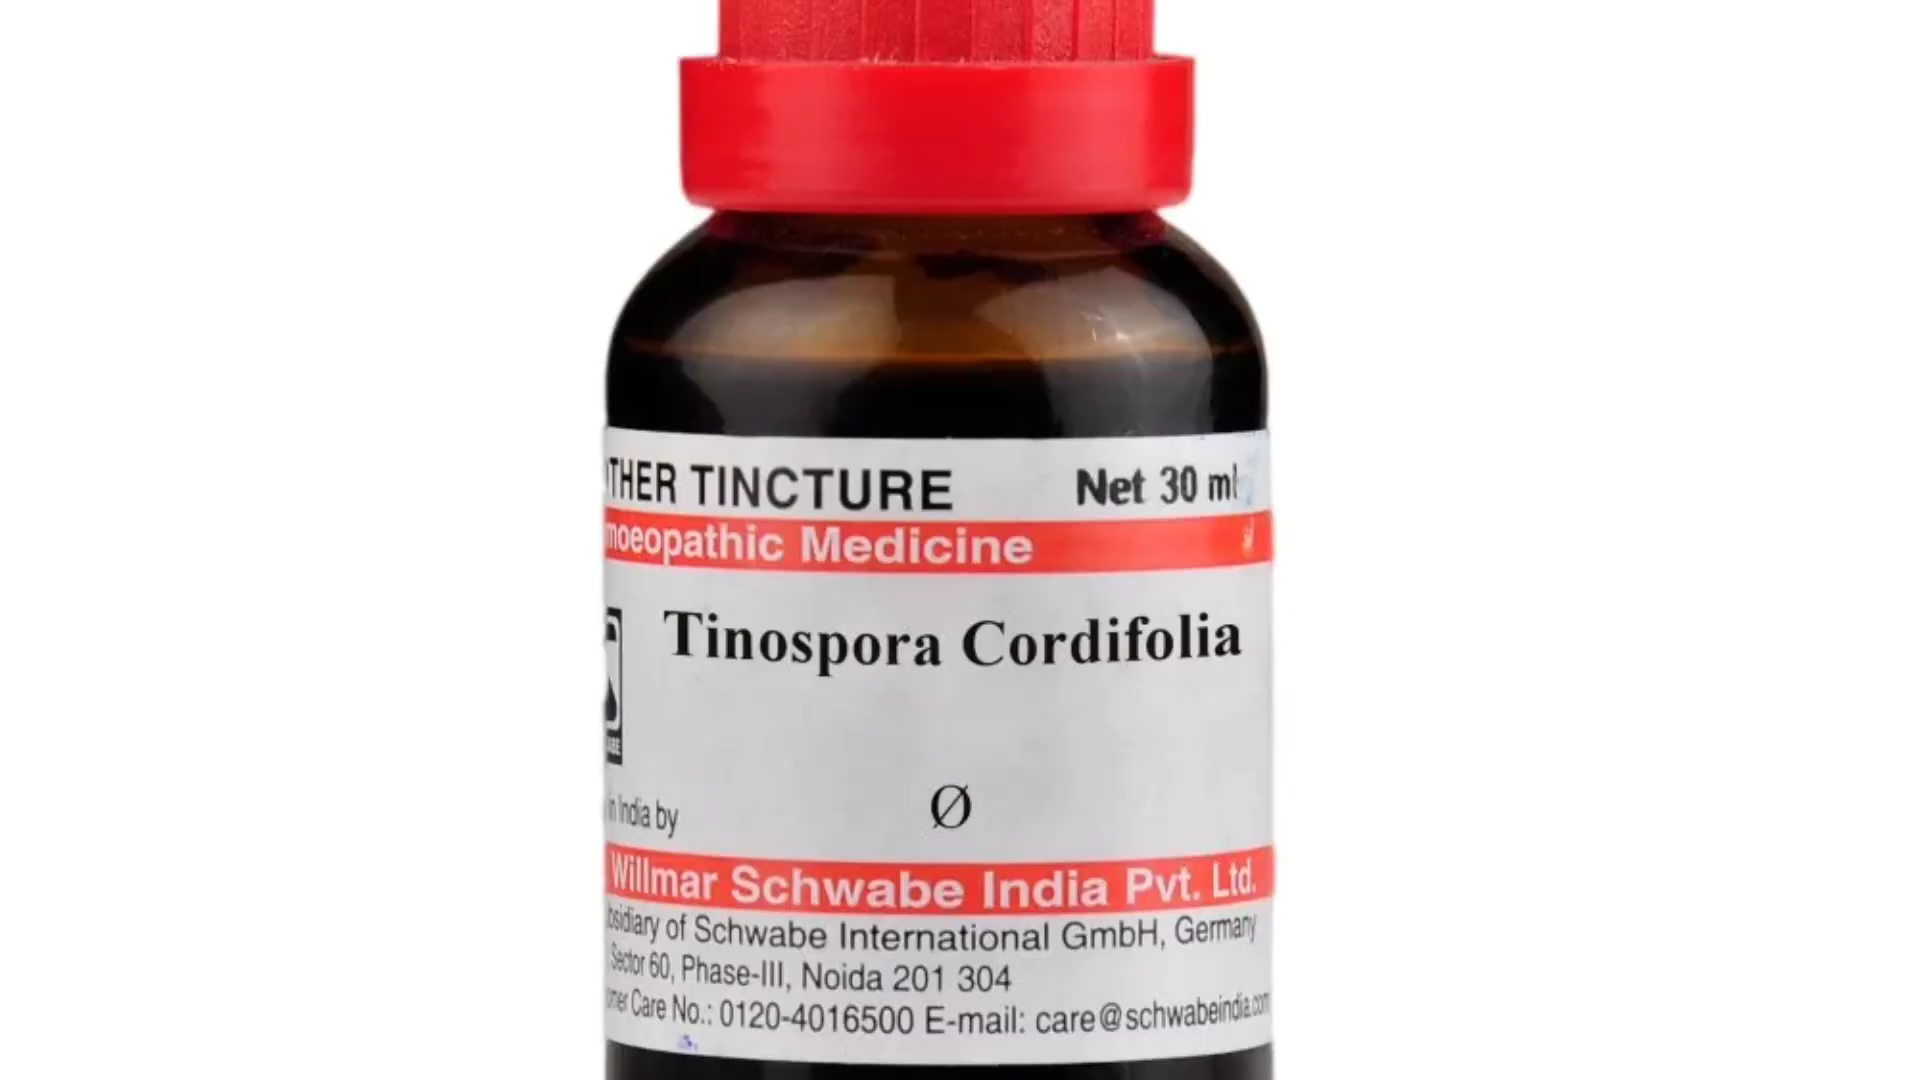 THER TINCTURE Net 30 ml
moeopathic Medicine
Tinospora Cordifolia
Ø
in India by
Willmar Schwabe India Pvt. Ltd.
bsidiary of Schwabe International GmbH, Germany
Sector 60, Phase-III, Noida 201 304
omer Care No.: 0120-4016500 E-mail: care@schwabeindia.com